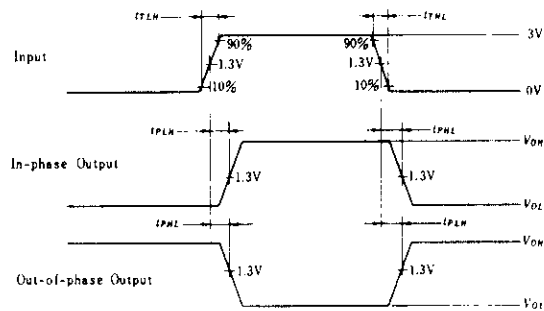 tTLH tTHL
90% 90% 3V
Input 1.3V 1.3V
10% 10% 0V
tPLH tPHL
VOH
In-phase Output 1.3V 1.3V
VOL
tPHL tPLH
VOH
Out-of-phase Output 1.3V 1.3V
VOL